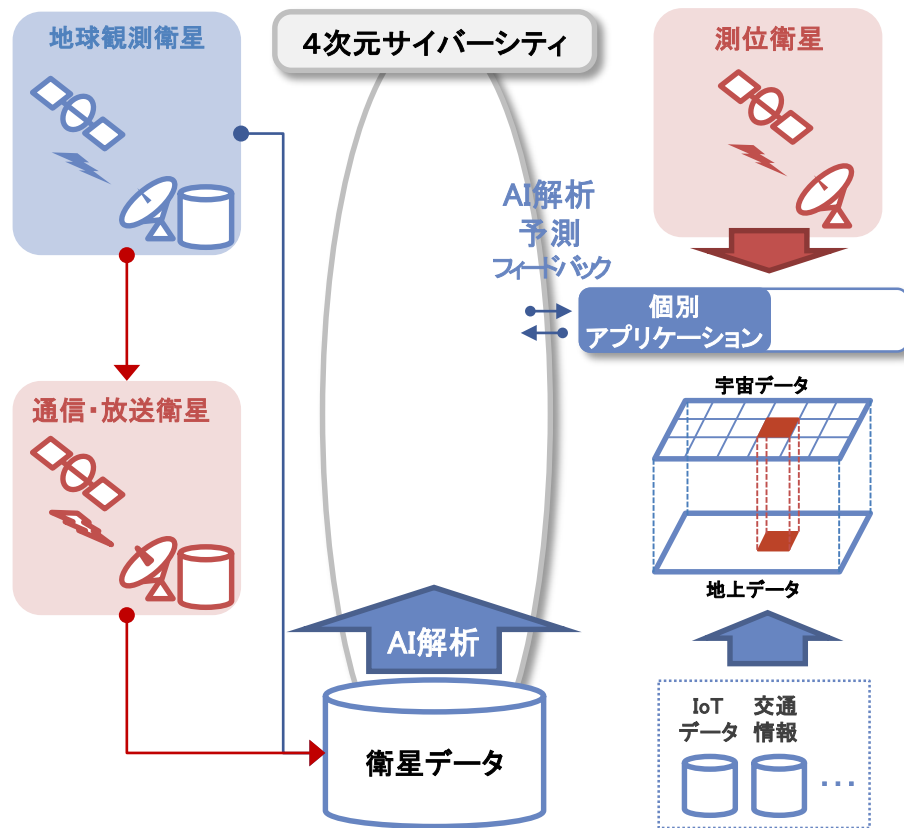 地球観測衛星
４次元サイバーシティ
測位衛星
AI解析
予測
フィードバック
個別
アプリケーション
通信・放送衛星
宇宙データ
地上データ
AI解析
衛星データ
IoT
データ
交通
情報
・・・